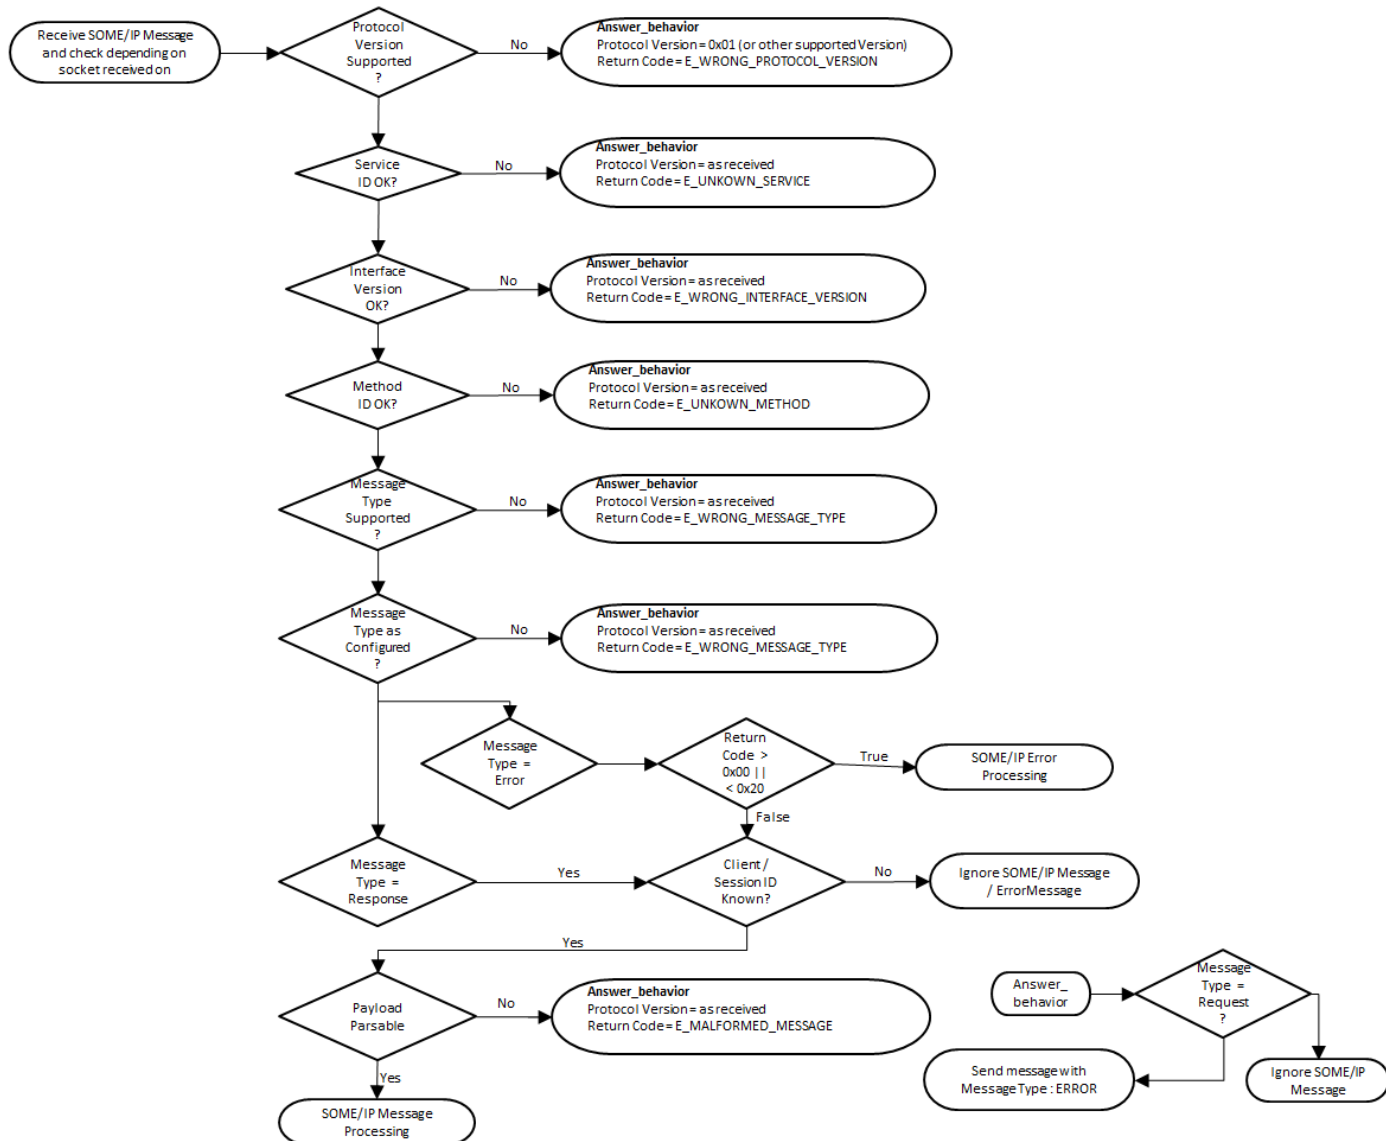 Receive SOME/IP Message
and check depending on
socket received on
Protocol
Version
Supported
?
No
Answer_behavior
Protocol Version = 0x01 (or other supported Version)
Return Code = E_WRONG_PROTOCOL_VERSION
Service
ID OK?
No
Answer_behavior
Protocol Version = as received
Return Code = E_UNKOWN_SERVICE
Interface
Version
OK?
No
Answer_behavior
Protocol Version = as received
Return Code = E_WRONG_INTERFACE_VERSION
Method
ID OK?
No
Answer_behavior
Protocol Version = as received
Return Code = E_UNKOWN_METHOD
Message
Type
Supported
?
No
Answer_behavior
Protocol Version = as received
Return Code = E_WRONG_MESSAGE_TYPE
Message
Type as
Configured
?
No
Answer_behavior
Protocol Version = as received
Return Code = E_WRONG_MESSAGE_TYPE
Message
Type =
Error
Return
Code >
0x00 ||
< 0x20
True
SOME/IP Error
Processing
False
Message
Type =
Response
Yes
Client /
Session ID
Known?
No
Ignore SOME/IP Message
/ ErrorMessage
Yes
Payload
Parsable
No
Answer_behavior
Protocol Version = as received
Return Code = E_MALFORMED_MESSAGE
Yes
SOME/IP Message
Processing
Answer_
behavior
Message
Type =
Request
?
Send message with
Message Type : ERROR
Ignore SOME/IP
Message